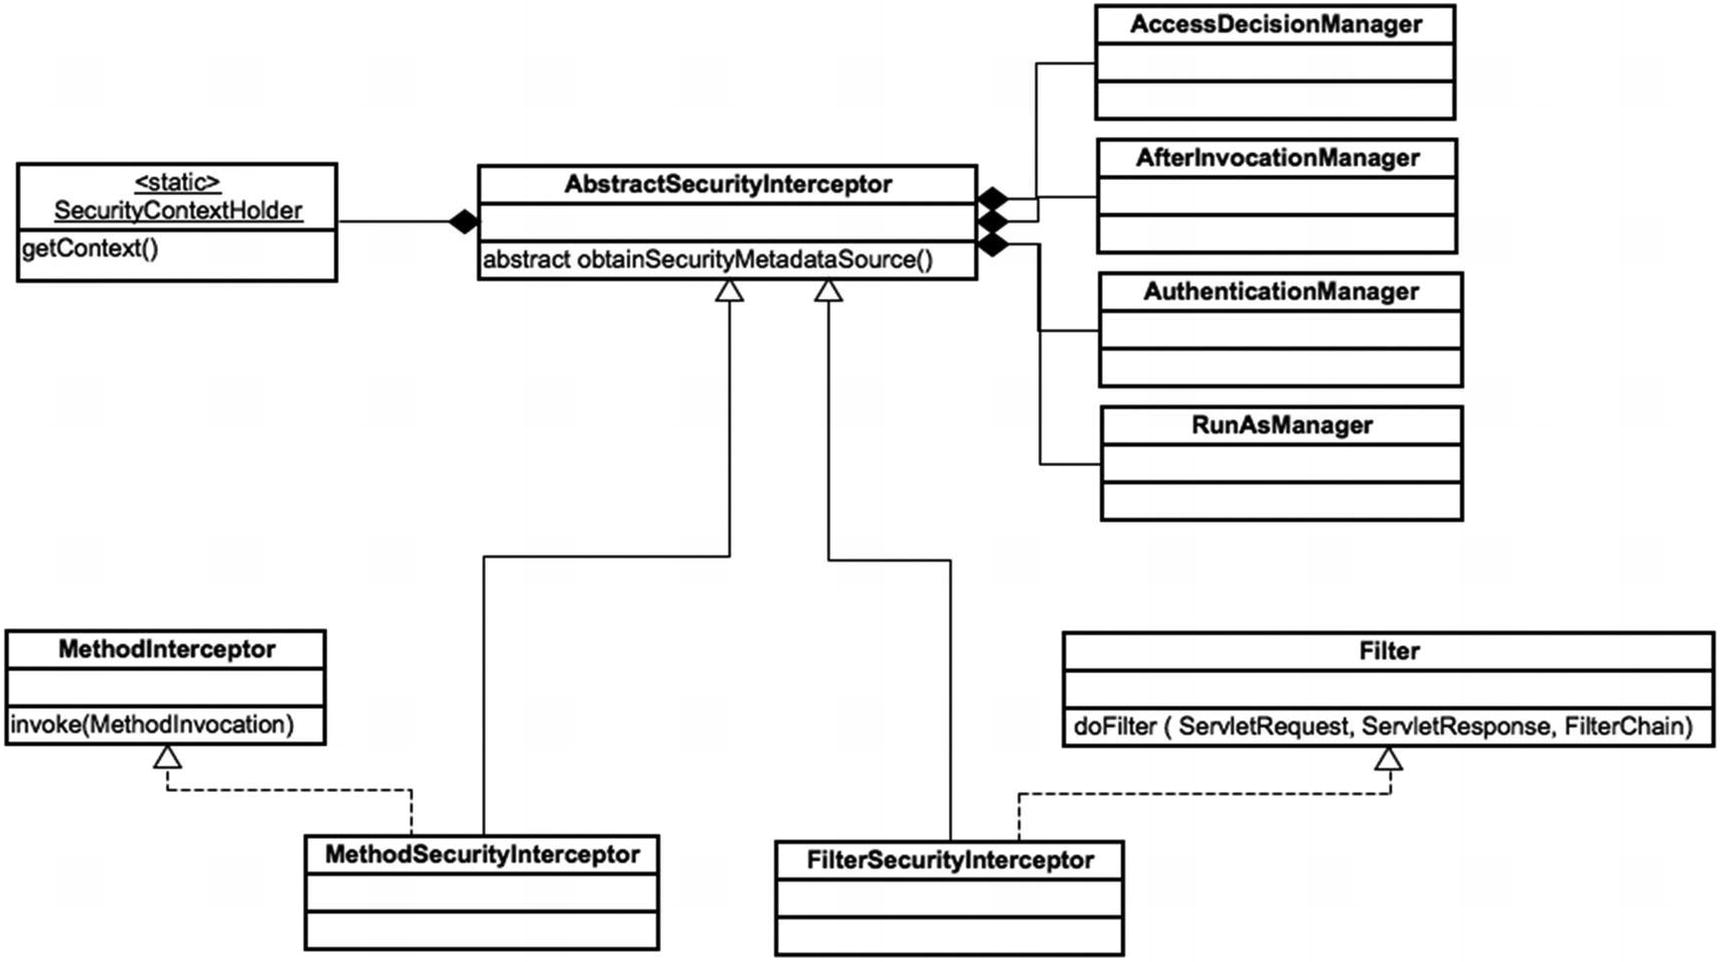 AccessDecisionManager
AfterInvocationManager
<static>
SecurityContextHolder
getContext()
AbstractSecurityInterceptor
abstract obtainSecurityMetadataSource()
AuthenticationManager
RunAsManager
MethodInterceptor
invoke(MethodInvocation)
Filter
doFilter ( ServletRequest, ServletResponse, FilterChain)
MethodSecurityInterceptor
FilterSecurityInterceptor